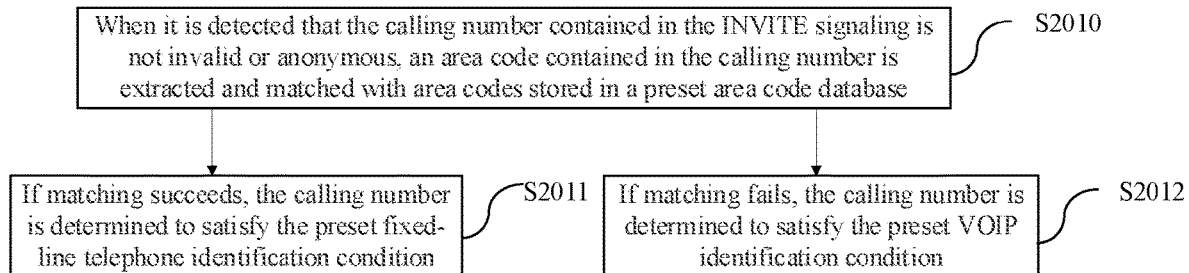 When it is detected that the calling number contained in the INVITE signaling is
not invalid or anonymous, an area code contained in the calling number is
extracted and matched with area codes stored in a preset area code database
S2010
If matching succeeds, the calling number
is determined to satisfy the preset fixed-
line telephone identification condition
S2011
If matching fails, the calling number is
determined to satisfy the preset VOIP
identification condition
S2012